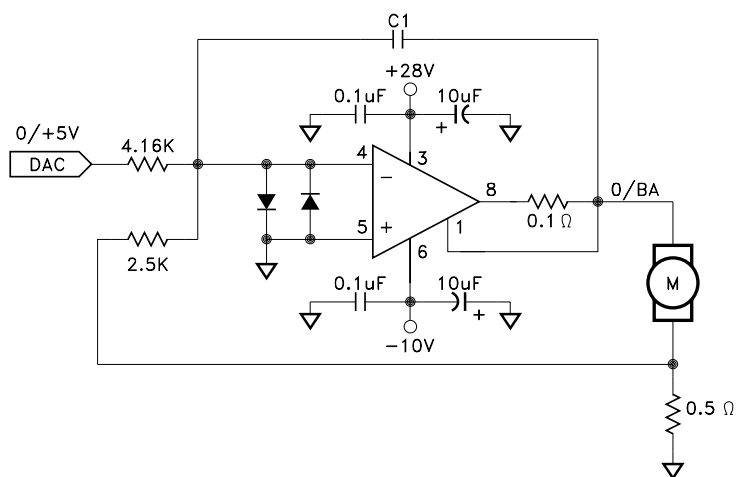 C1
+28V
0.1uF
10uF
+
0/+5V
DAC
4.16K
4
3
−
8
0/BA
0.1 Ω
5
+
1
2.5K
6
M
0.1uF
10uF
+
−10V
0.5 Ω